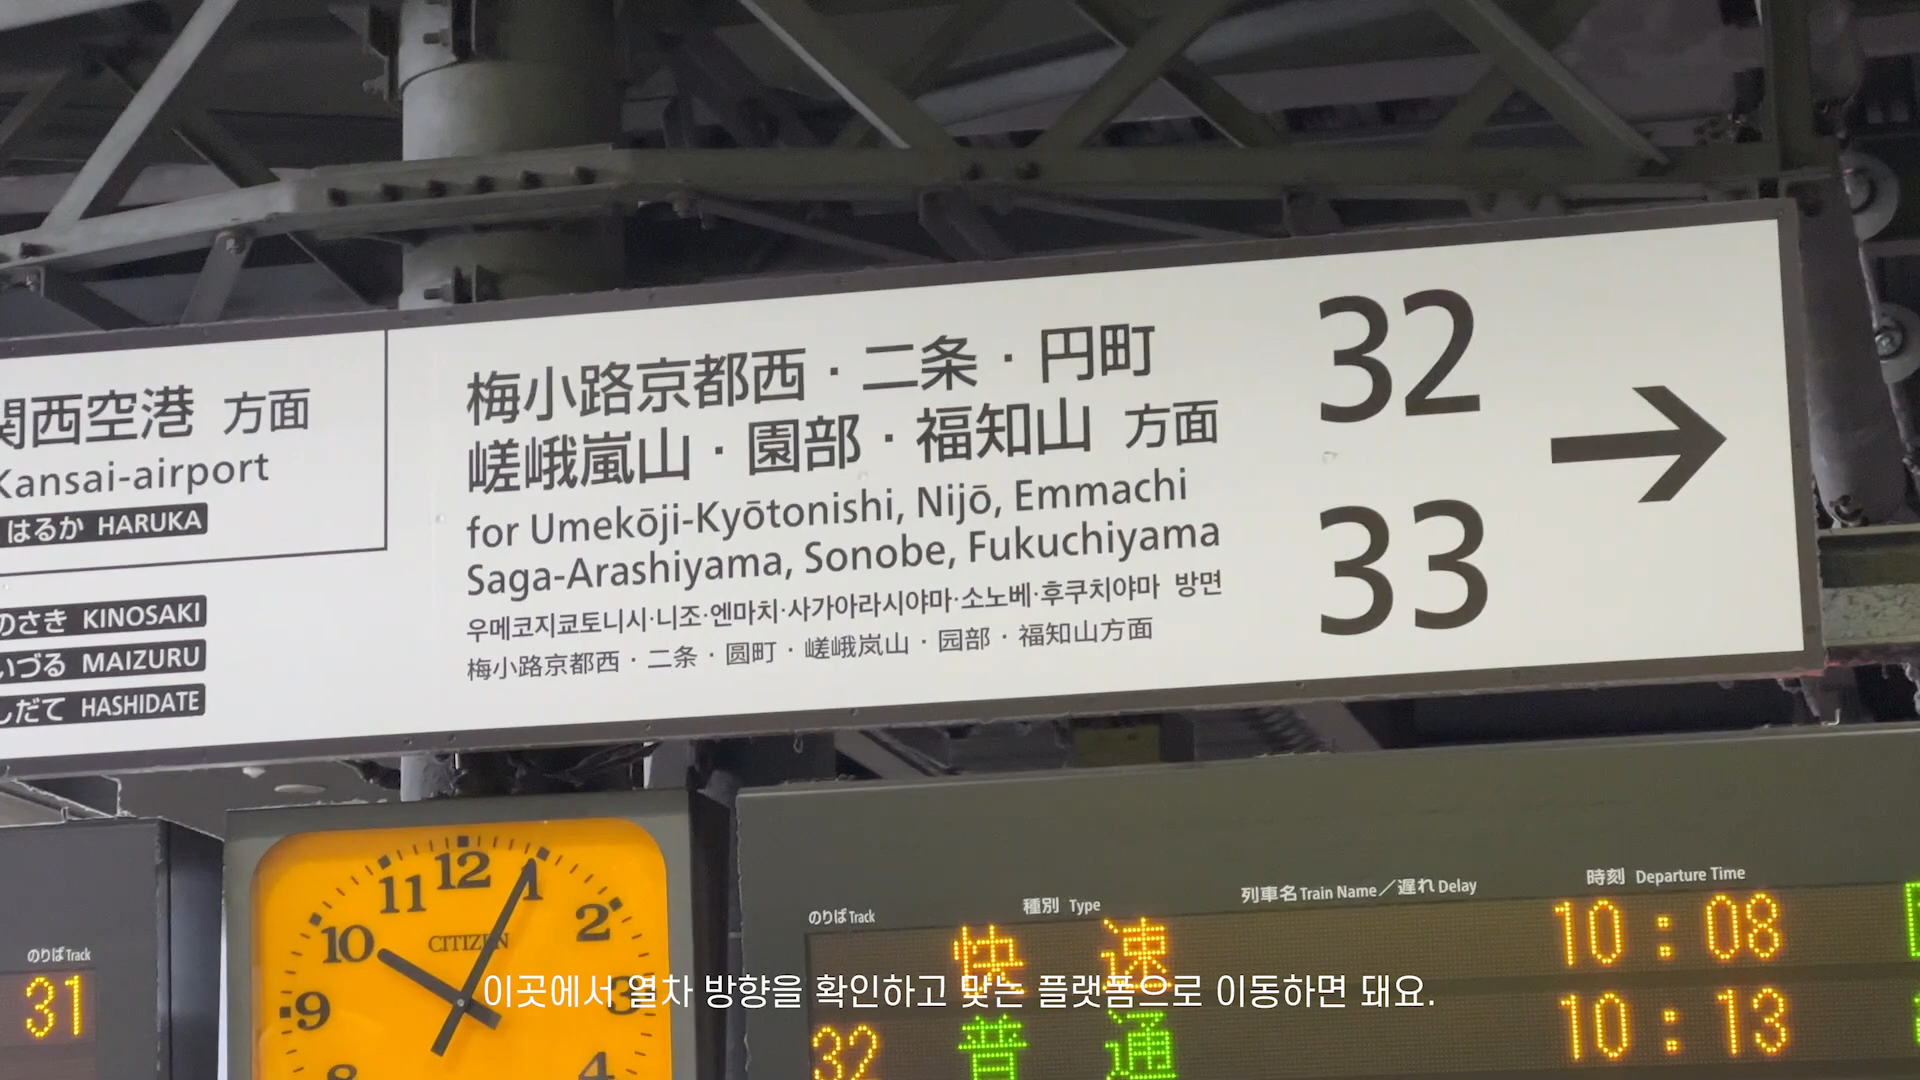 関西空港 方面
Kansai-airport
はるか HARUKA
のさき KINOSAKI
いづる MAIZURU
しだて HASHIDATE
梅小路京都西・二条・円町
嵯峨嵐山・園部・福知山 方面
for Umekōji-Kyōtonishi, Nijō, Emmachi
Saga-Arashiyama, Sonobe, Fukuchiyama
우메코지쿄토니시·니조·엔마치·사가아라시야마·소노베·후쿠치야마 방면
梅小路京都西・二条・圆町・嵯峨岚山・园部・福知山方面
32
33
のりば Track
31
12
11
1
10
2
CITIZEN
9
3
8
4
のりば Track
種別 Type
列車名 Train Name／遅れ Delay
時刻 Departure Time
快速 10:08
32 普通 10:13
이곳에서 열차 방향을 확인하고 맞는 플랫폼으로 이동하면 돼요.